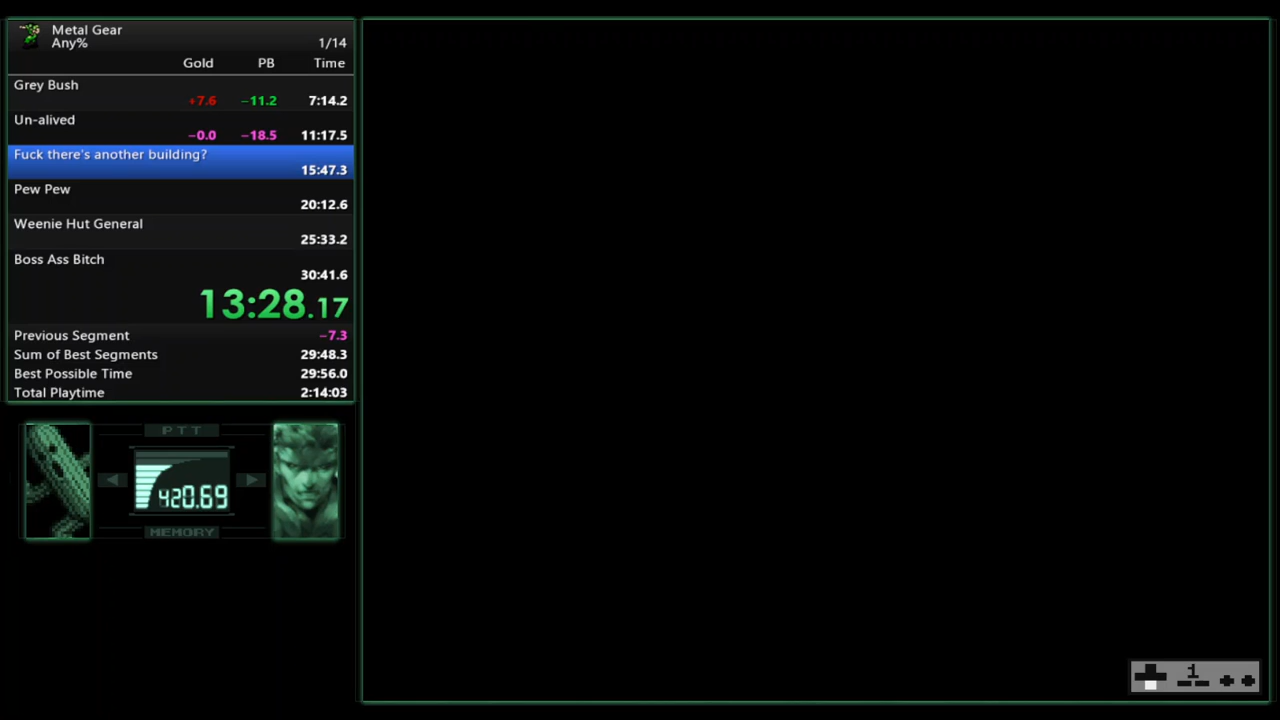 Metal Gear
Any% 1/14
Gold PB Time
Grey Bush
+7.6 −11.2 7:14.2
Un-alived
−0.0 −18.5 11:17.5
Fuck there's another building?
15:47.3
Pew Pew
20:12.6
Weenie Hut General
25:33.2
Boss Ass Bitch
30:41.6
13:28.17
Previous Segment −7.3
Sum of Best Segments 29:48.3
Best Possible Time 29:56.0
Total Playtime 2:14:03
PTT
420.69
MEMORY
1